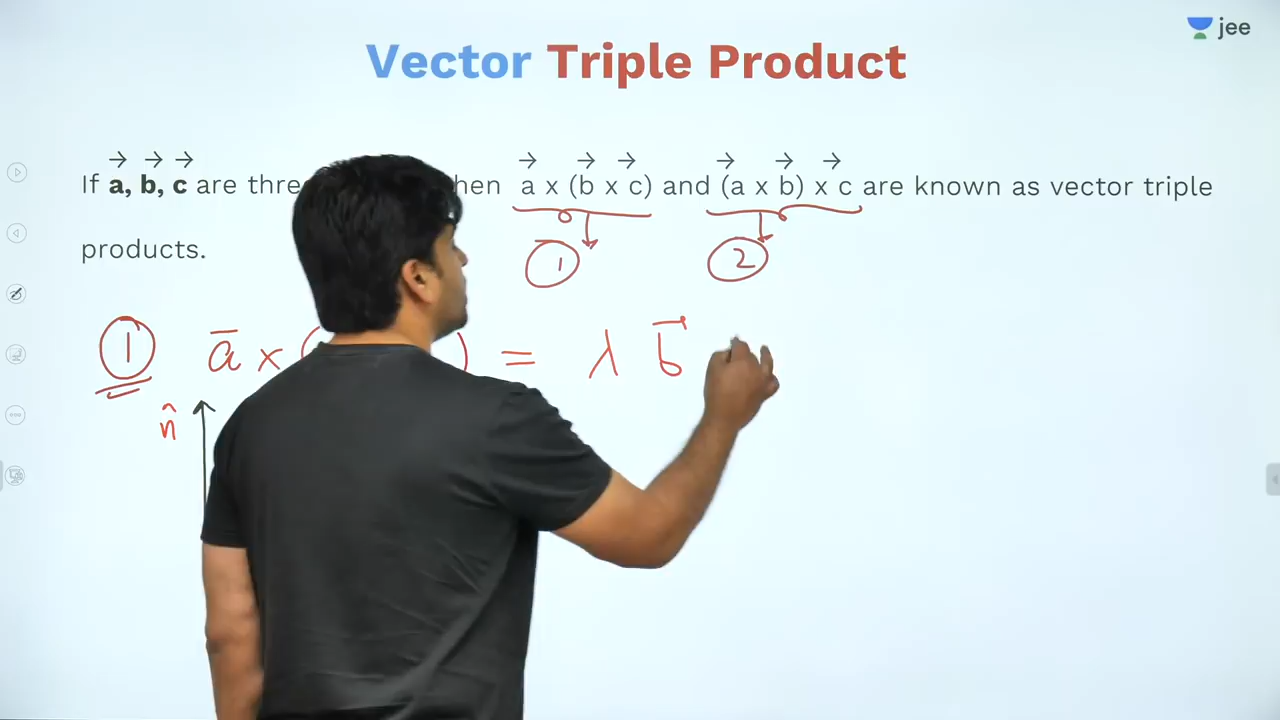 jee
Vector Triple Product
If a, b, c are thre hen a x (b x c) and (a x b) x c are known as vector triple
products.
1 2
1 a x ( ) = λ b
n̂